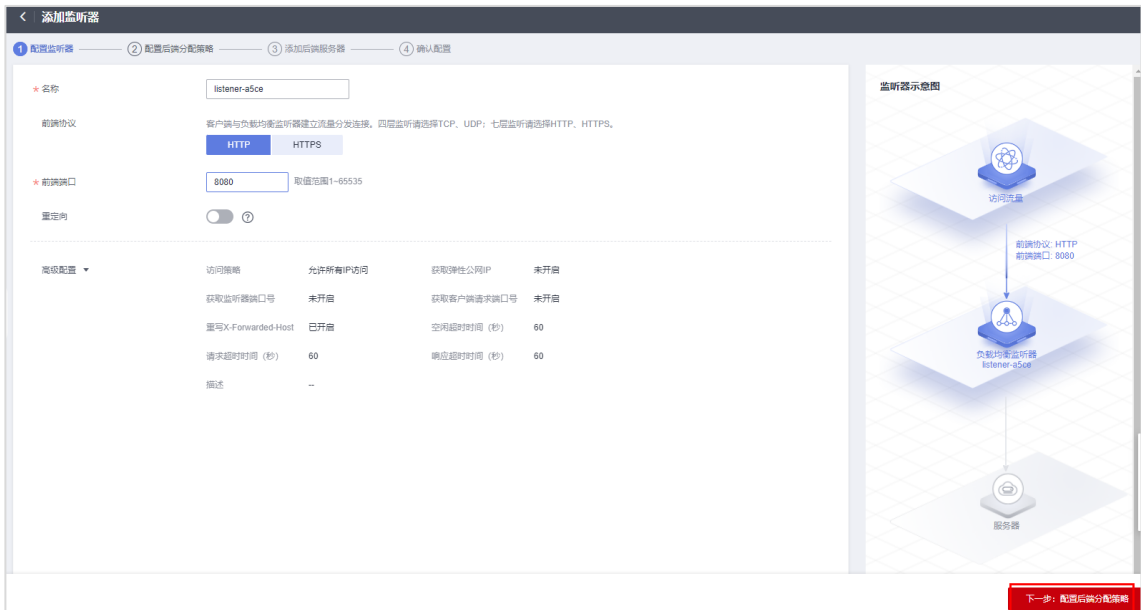 添加监听器
1 配置监听器 2 配置后端分配策略 3 添加后端服务器 4 确认配置
* 名称 listener-a5ce
前端协议 客户端与负载均衡监听器建立流量分发连接。四层监听请选择TCP、UDP；七层监听请选择HTTP、HTTPS。
HTTP HTTPS
* 前端端口 8080 取值范围1~65535
重定向 ?
高级配置 访问策略 允许所有IP访问 获取弹性公网IP 未开启
获取监听器端口号 未开启 获取客户端请求端口号 未开启
重写X-Forwarded-Host 已开启 空闲超时时间（秒） 60
请求超时时间（秒） 60 响应超时时间（秒） 60
描述 --
监听器示意图
访问流量
前端协议: HTTP
前端端口: 8080
负载均衡监听器
listener-a5ce
服务器
下一步：配置后端分配策略